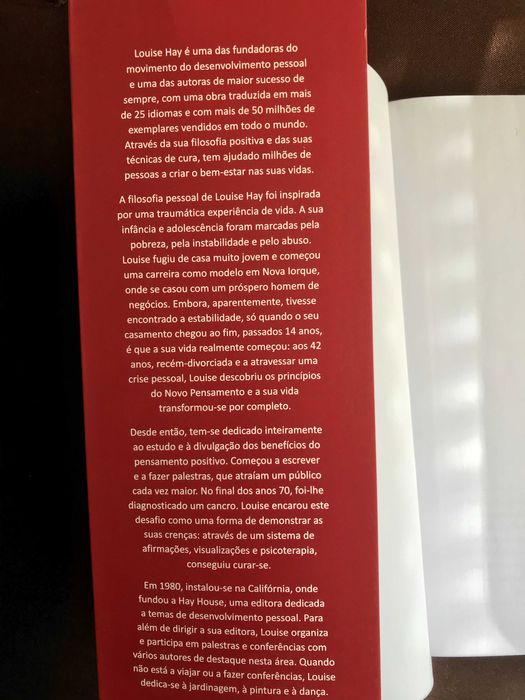 Louise Hay é uma das fundadoras do
movimento do desenvolvimento pessoal
e uma das autoras de maior sucesso de
sempre, com uma obra traduzida em mais
de 25 idiomas e com mais de 50 milhões de
exemplares vendidos em todo o mundo.
Através da sua filosofia positiva e das suas
técnicas de cura, tem ajudado milhões de
pessoas a criar o bem-estar nas suas vidas.
A filosofia pessoal de Louise Hay foi inspirada
por uma traumática experiência de vida. A sua
infância e adolescência foram marcadas pela
pobreza, pela instabilidade e pelo abuso.
Louise fugiu de casa muito jovem e começou
uma carreira como modelo em Nova Iorque,
onde se casou com um próspero homem de
negócios. Embora, aparentemente, tivesse
encontrado a estabilidade, só quando o seu
casamento chegou ao fim, passados 14 anos,
é que a sua vida realmente começou: aos 42
anos, recém-divorciada e a atravessar uma
crise pessoal, Louise descobriu os princípios
do Novo Pensamento e a sua vida
transformou-se por completo.
Desde então, tem-se dedicado inteiramente
ao estudo e à divulgação dos benefícios do
pensamento positivo. Começou a escrever
e a fazer palestras, que atraíam um público
cada vez maior. No final dos anos 70, foi-lhe
diagnosticado um cancro. Louise encarou este
desafio como uma forma de demonstrar as
suas crenças: através de um sistema de
afirmações, visualizações e psicoterapia,
conseguiu curar-se.
Em 1980, instalou-se na Califórnia, onde
fundou a Hay House, uma editora dedicada
a temas de desenvolvimento pessoal. Para
além de dirigir a sua editora, Louise organiza
e participa em palestras e conferências com
vários autores de destaque nesta área. Quando
não está a viajar ou a fazer conferências, Louise
dedica-se à jardinagem, à pintura e à dança.